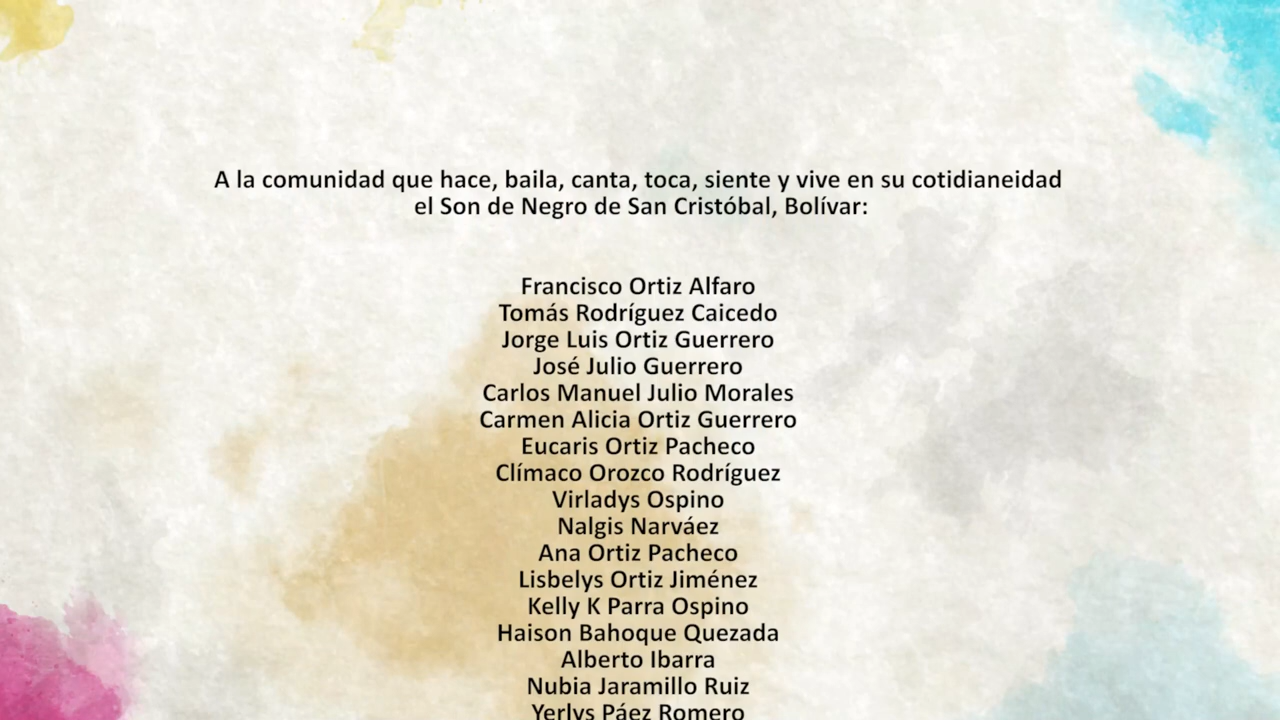 A la comunidad que hace, baila, canta, toca, siente y vive en su cotidianeidad
el Son de Negro de San Cristóbal, Bolívar:
Francisco Ortiz Alfaro
Tomás Rodríguez Caicedo
Jorge Luis Ortiz Guerrero
José Julio Guerrero
Carlos Manuel Julio Morales
Carmen Alicia Ortiz Guerrero
Eucaris Ortiz Pacheco
Clímaco Orozco Rodríguez
Virladys Ospino
Nalgis Narváez
Ana Ortiz Pacheco
Lisbelys Ortiz Jiménez
Kelly K Parra Ospino
Haison Bahoque Quezada
Alberto Ibarra
Nubia Jaramillo Ruiz
Yerlys Páez Romero